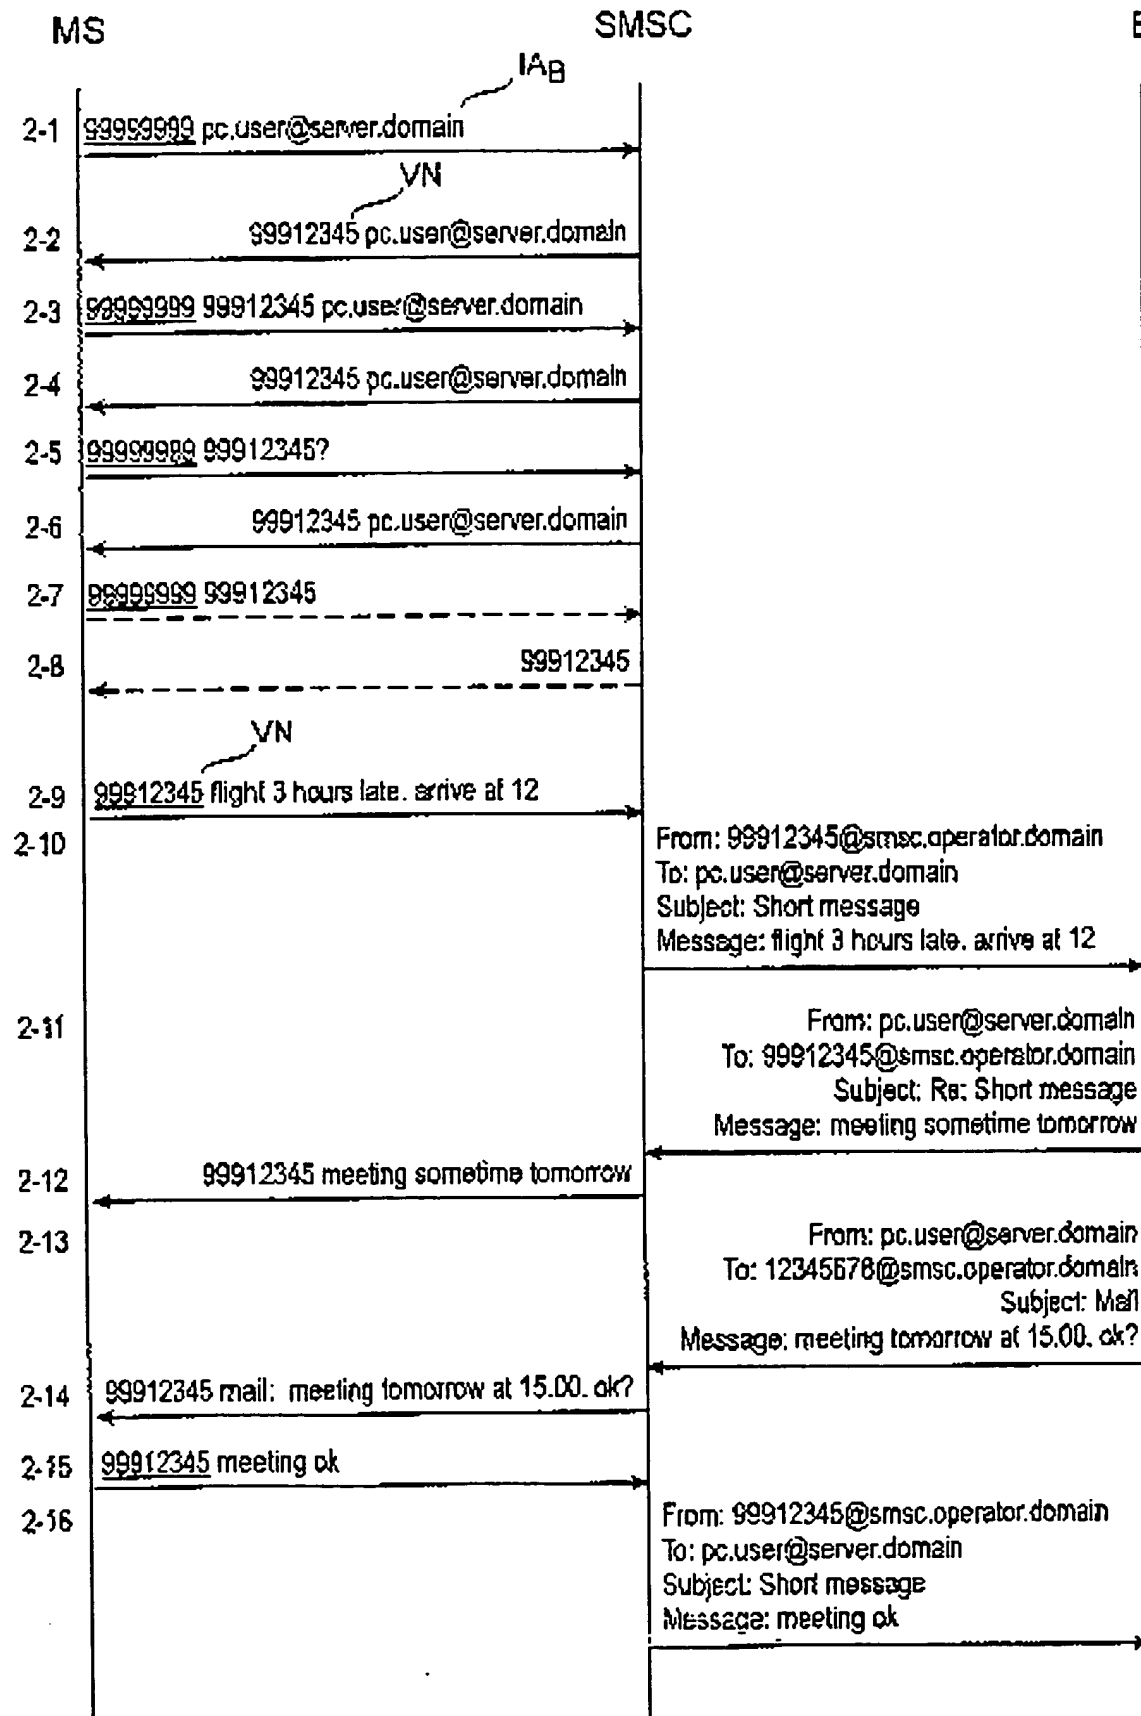 MS SMSC
IAB
2-1 99999999 pc.user@server.domain
VN
2-2 99912345 pc.user@server.domain
2-3 99999999 99912345 pc.user@server.domain
2-4 99912345 pc.user@server.domain
2-5 99999999 99912345?
2-6 99912345 pc.user@server.domain
2-7 99999999 99912345
2-8 99912345
VN
2-9 99912345 flight 3 hours late. arrive at 12
2-10 From: 99912345@smsc.operator.domain
To: pc.user@server.domain
Subject: Short message
Message: flight 3 hours late. arrive at 12
2-11 From: pc.user@server.domain
To: 99912345@smsc.operator.domain
Subject: Re: Short message
Message: meeting sometime tomorrow
2-12 99912345 meeting sometime tomorrow
2-13 From: pc.user@server.domain
To: 12345678@smsc.operator.domain
Subject: Mail
Message: meeting tomorrow at 15.00. ok?
2-14 99912345 mail: meeting tomorrow at 15.00. ok?
2-15 99912345 meeting ok
2-16 From: 99912345@smsc.operator.domain
To: pc.user@server.domain
Subject: Short message
Message: meeting ok